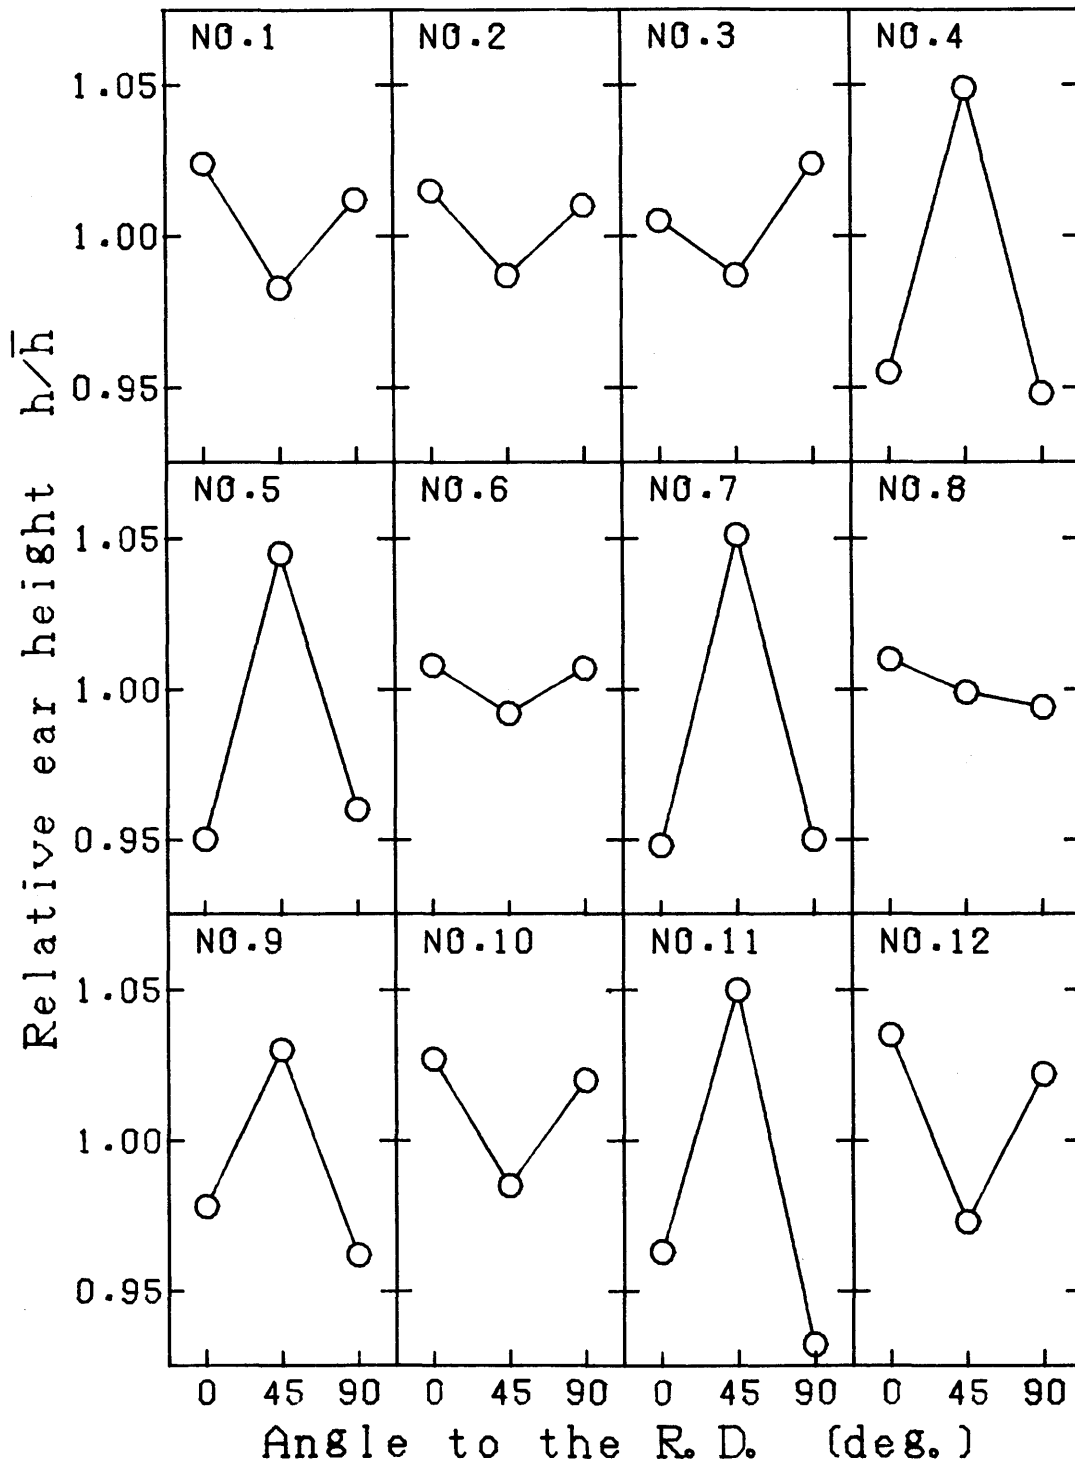 Relative ear height h/h̅
NO.1 NO.2 NO.3 NO.4
1.05
1.00
0.95
NO.5 NO.6 NO.7 NO.8
1.05
1.00
0.95
NO.9 NO.10 NO.11 NO.12
1.05
1.00
0.95
0 45 90 0 45 90 0 45 90 0 45 90
Angle to the R.D. (deg.)